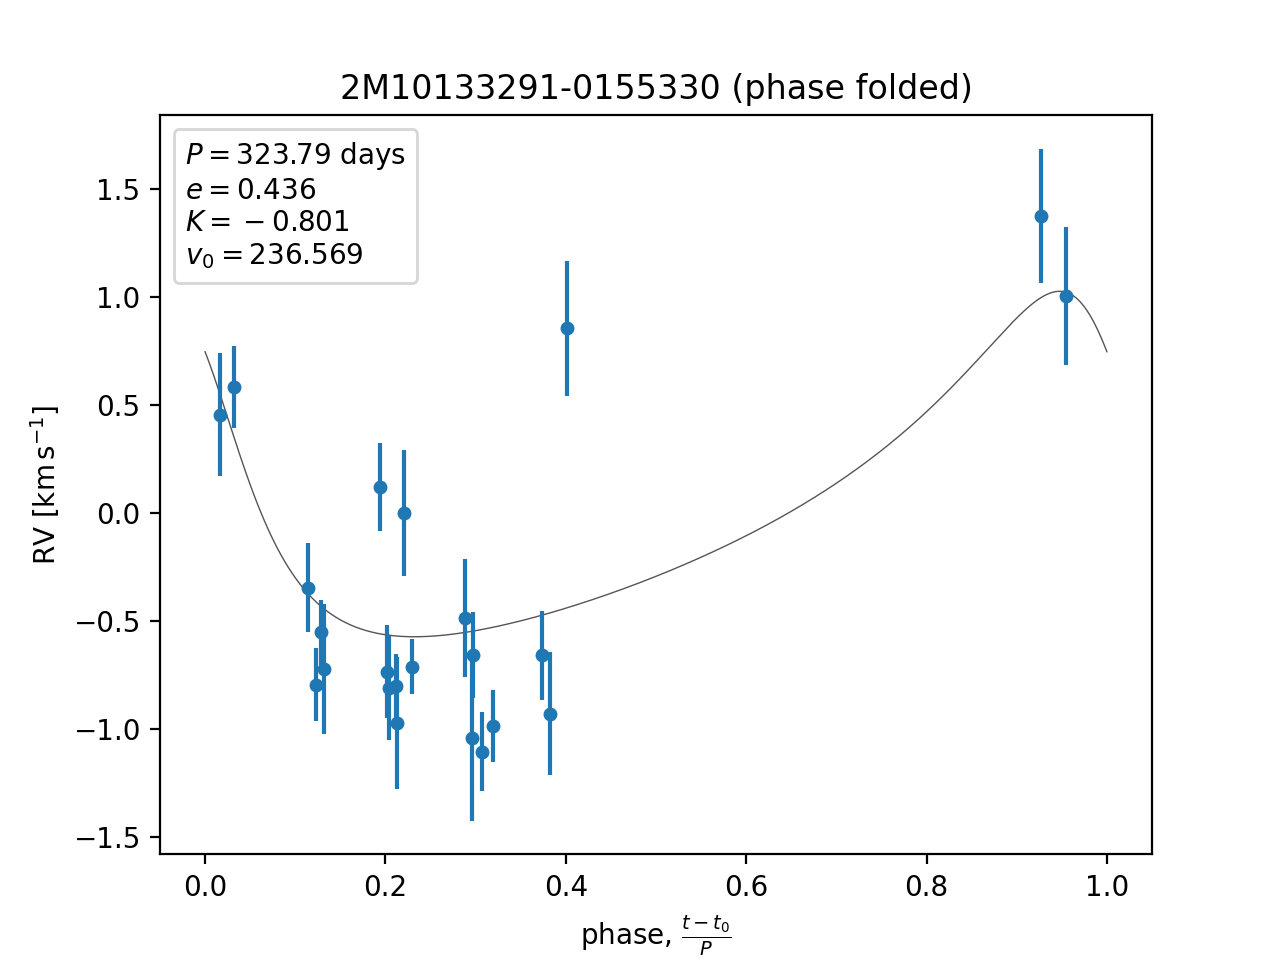 2M10133291-0155330 (phase folded)
P = 323.79 days
e = 0.436
K = −0.801
v₀ = 236.569
1.5
1.0
0.5
0.0
−0.5
−1.0
−1.5
RV [km s⁻¹]
0.0 0.2 0.4 0.6 0.8 1.0
phase, (t − t₀)/P